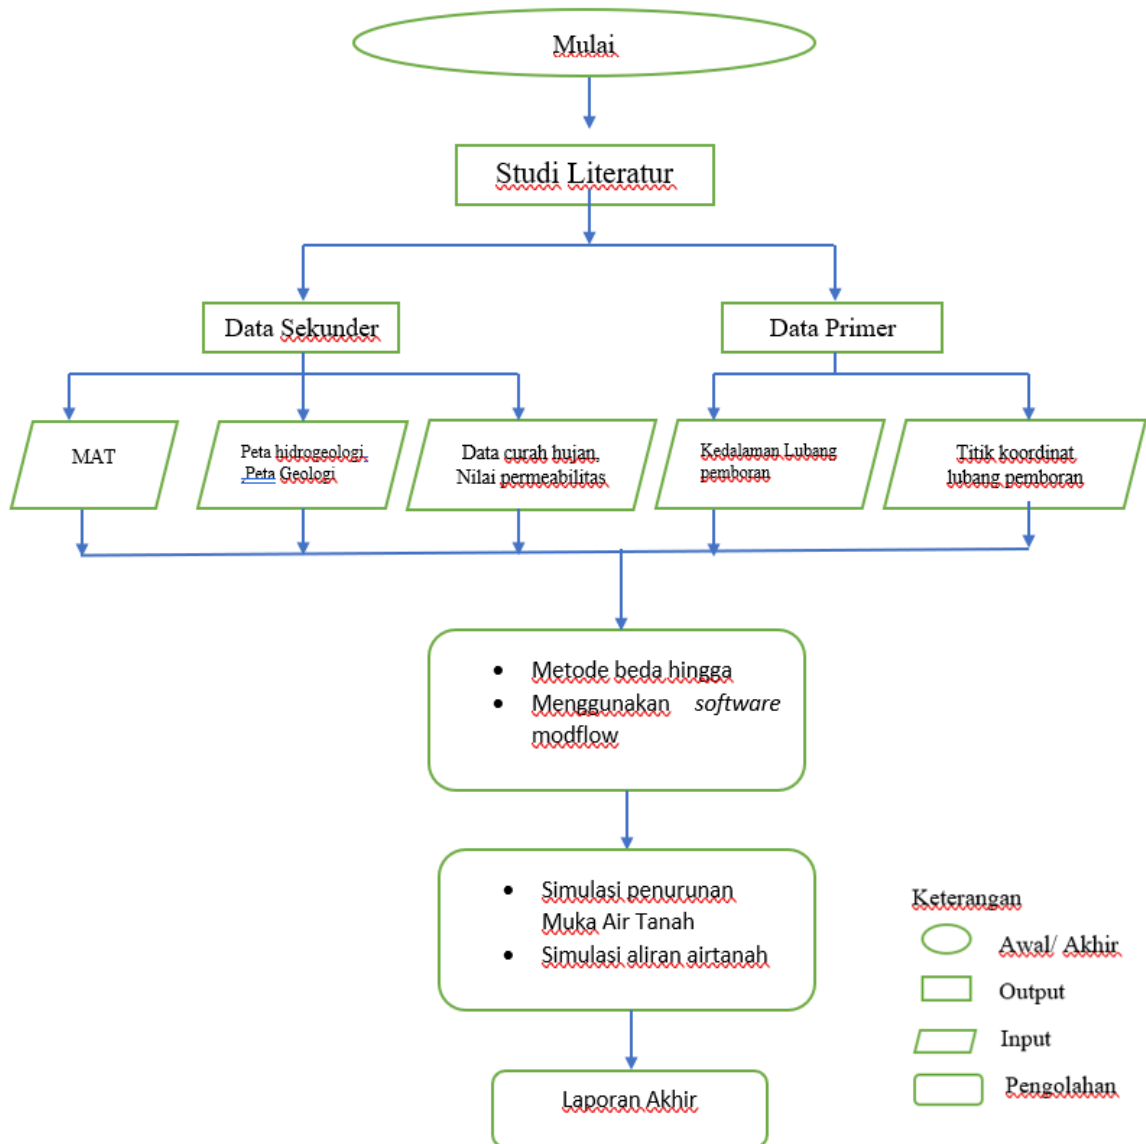 Mulai
Studi Literatur
Data Sekunder
Data Primer
MAT
Peta hidrogeologi,
,Peta Geologi
Data curah hujan,
Nilai permeabilitas
Kedalaman Lubang
pemboran
Titik koordinat
lubang pemboran
• Metode beda hingga
• Menggunakan software
modflow
• Simulasi penurunan
Muka Air Tanah
• Simulasi aliran airtanah
Laporan Akhir
Keterangan
Awal/ Akhir
Output
Input
Pengolahan